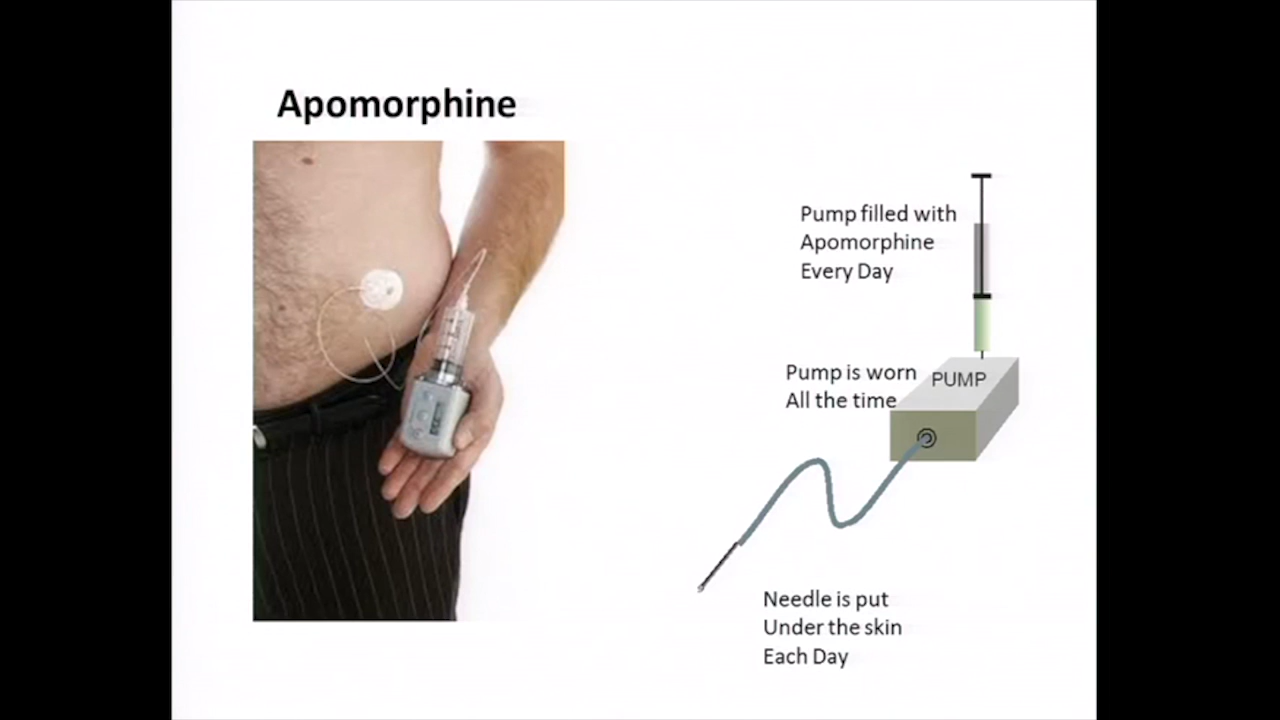 Apomorphine
Pump filled with
Apomorphine
Every Day
Pump is worn
All the time
PUMP
Needle is put
Under the skin
Each Day